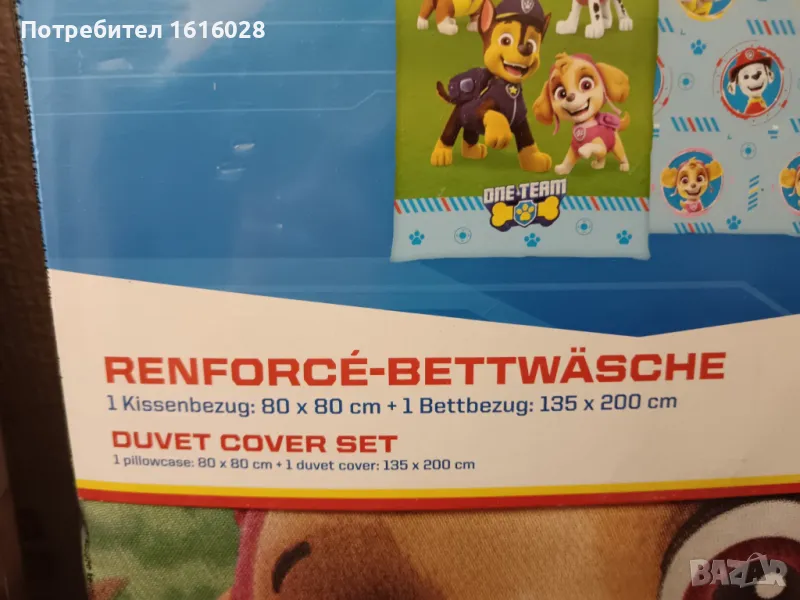 Потребител 1616028
ONE TEAM
RENFORCÉ-BETTWÄSCHE
1 Kissenbezug: 80 x 80 cm + 1 Bettbezug: 135 x 200 cm
DUVET COVER SET
1 pillowcase: 80 x 80 cm + 1 duvet cover: 135 x 200 cm
BAZAR